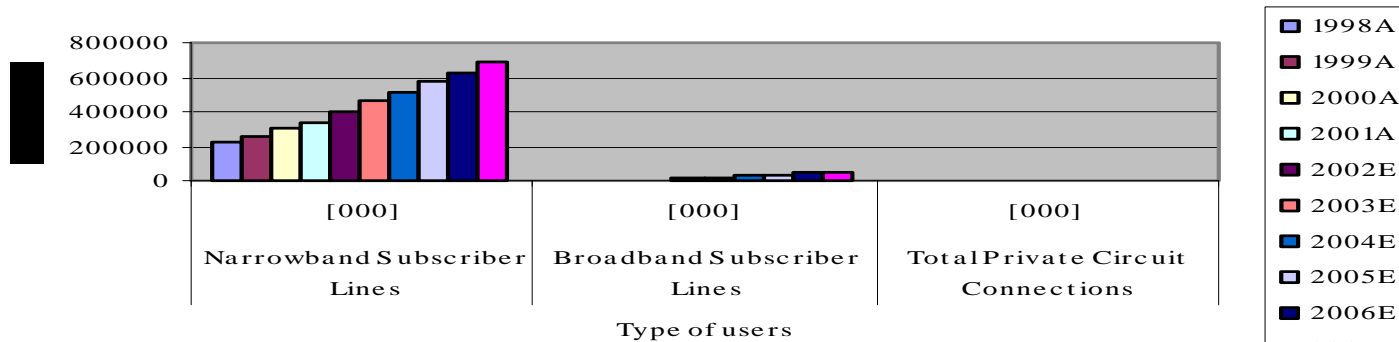 800000
600000
400000
200000
0
[000] [000] [000]
Narrowband Subscriber Lines
Broadband Subscriber Lines
Total Private Circuit Connections
Type of users
1998A
1999A
2000A
2001A
2002E
2003E
2004E
2005E
2006E